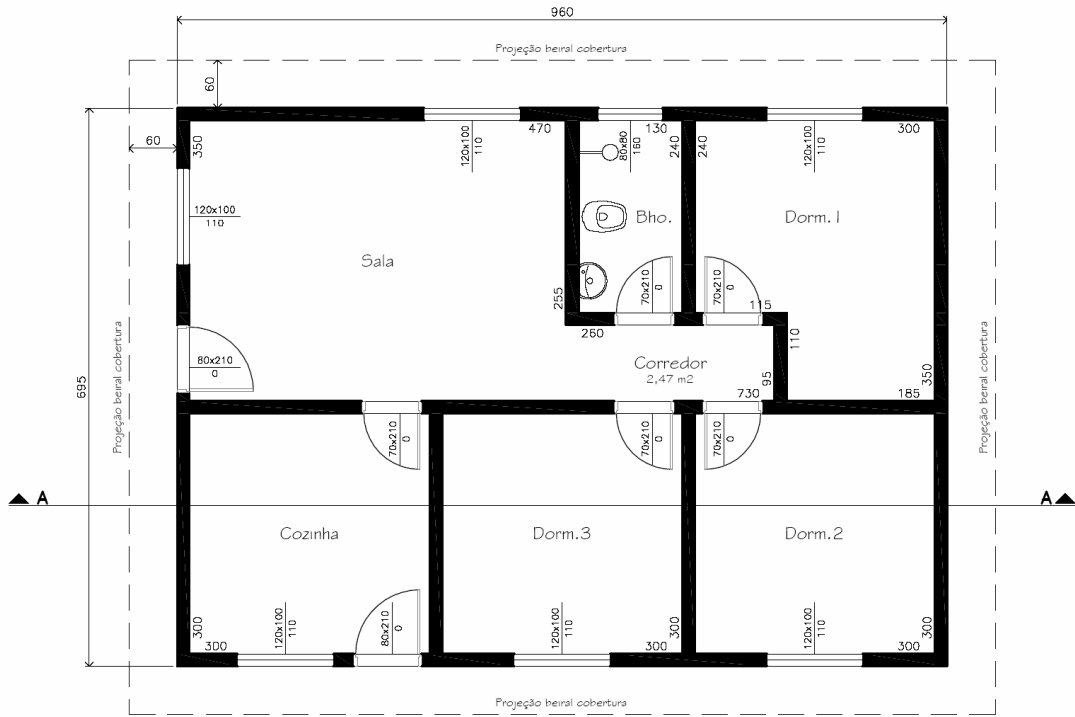 960
Projeção beiral cobertura
60
60
470
130
300
350
120x100
110
80x80
160
240
240
120x100
110
120x100
110
Bho.
Dorm.1
Sala
255
70x210
0
70x210
0
115
260
110
Projeção beiral cobertura
Projeção beiral cobertura
80x210
0
Corredor
2,47 m2
95
350
695
730
185
70x210
0
70x210
0
70x210
0
A
A
Cozinha
Dorm.3
Dorm.2
300
300
120x100
110
80x210
0
120x100
110
300
300
120x100
110
300
300
Projeção beiral cobertura